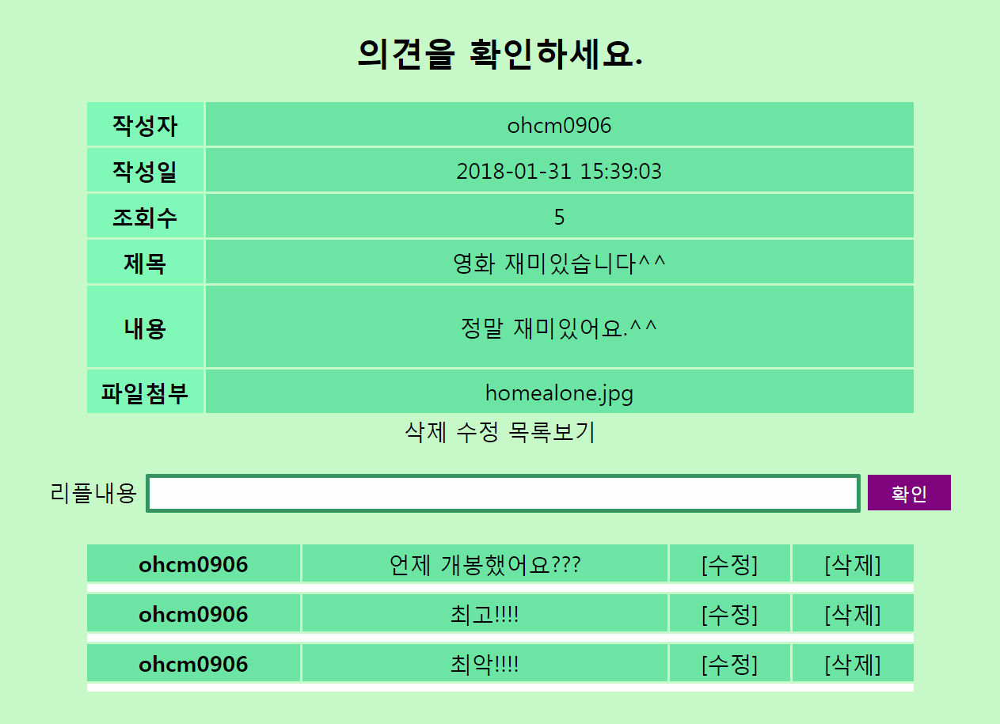 의견을 확인하세요.
작성자 ohcm0906
작성일 2018-01-31 15:39:03
조회수 5
제목 영화 재미있습니다^^
내용 정말 재미있어요.^^
파일첨부 homealone.jpg
삭제 수정 목록보기
리플내용 확인
ohcm0906 언제 개봉했어요??? [수정] [삭제]
ohcm0906 최고!!!! [수정] [삭제]
ohcm0906 최악!!!! [수정] [삭제]